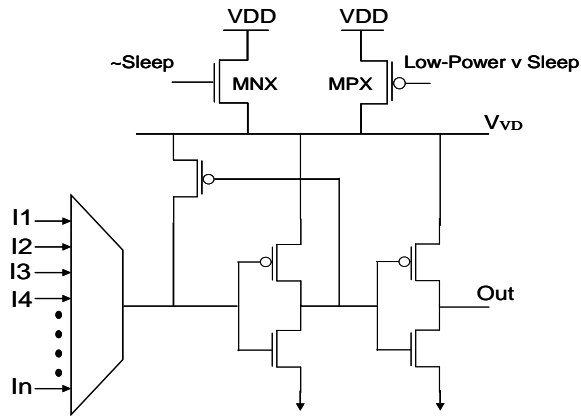 VDD VDD
~Sleep MNX MPX Low-Power v Sleep
VVD
I1
I2
I3
I4
In
Out